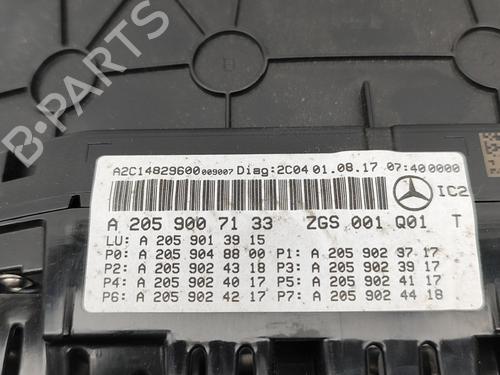 A2C14829600 009007 Diag:2C04 01.08.17 07:40 0000
IC2
A 205 900 71 33 ZGS 001 Q01 T
LU: A 205 901 39 15
P0: A 205 904 88 00 P1: A 205 902 97 17
P2: A 205 902 43 18 P3: A 205 902 39 17
P4: A 205 902 40 17 P5: A 205 902 41 17
P6: A 205 902 42 17 P7: A 205 902 44 18
B-PARTS